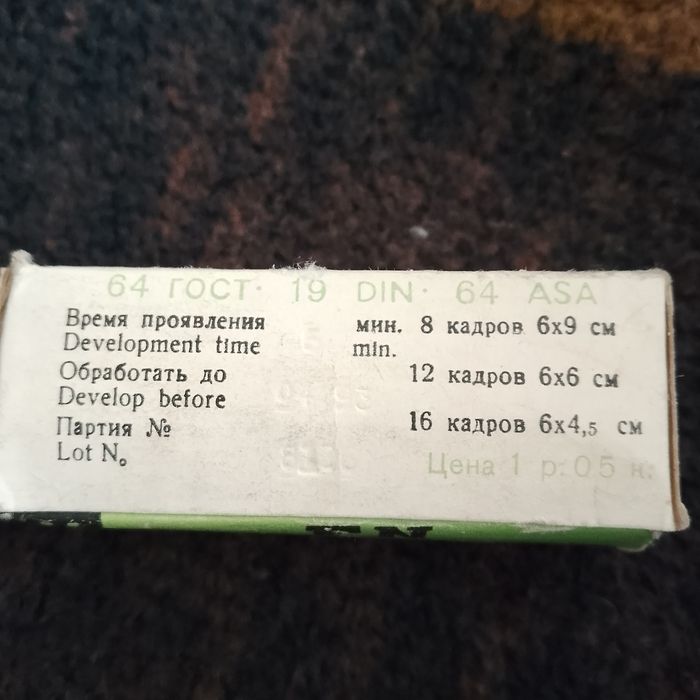 64 ГОСТ· 19 DIN· 64 ASA
Время проявления мин. 8 кадров 6х9 см
Development time min.
Обработать до 12 кадров 6х6 см
Develop before
Партия № 16 кадров 6х4,5 см
Lot No
Цена 1 р. 05 к.